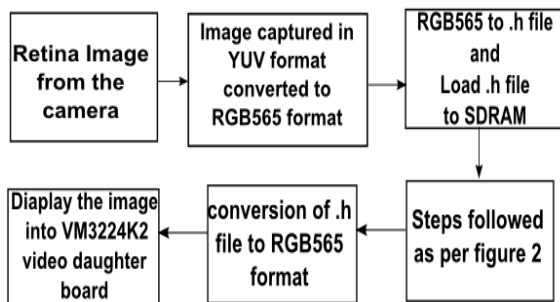 Retina Image
from the
camera
Image captured in
YUV format
converted to
RGB565 format
RGB565 to .h file
and
Load .h file
to SDRAM
Steps followed
as per figure 2
conversion of .h
file to RGB565
format
Diaplay the image
into VM3224K2
video daughter
board